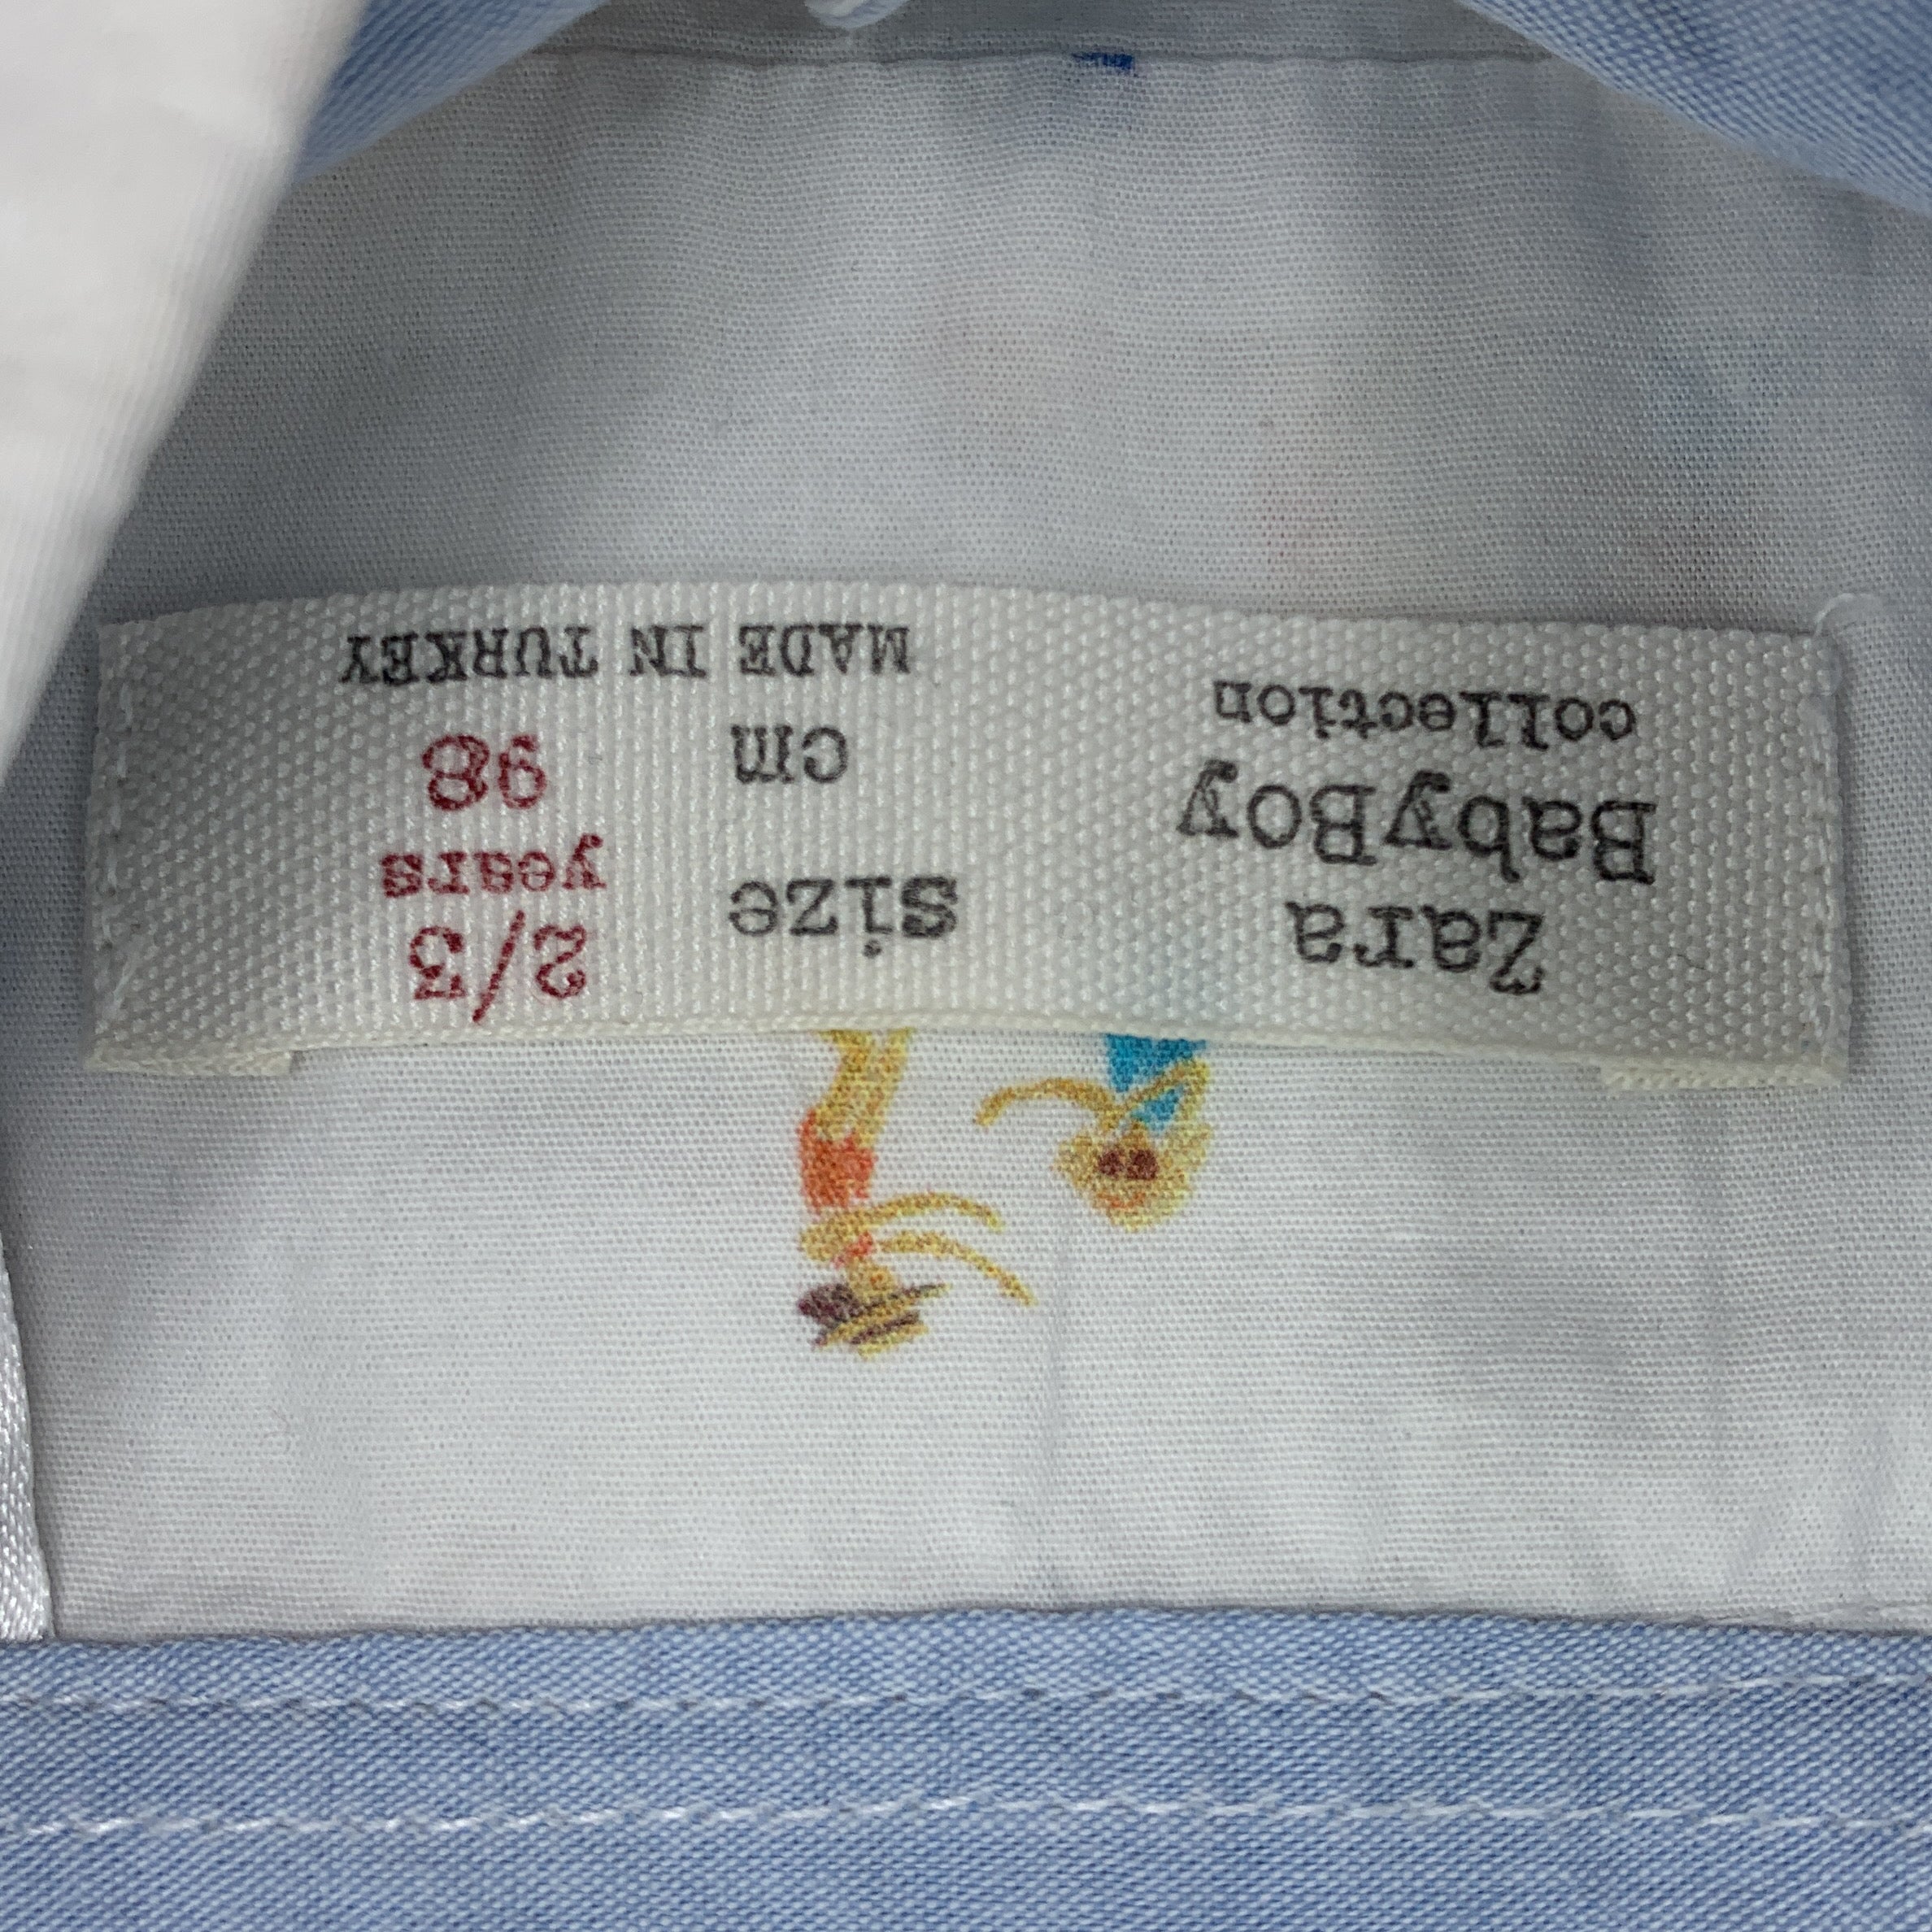 Zara
BabyBoy
collection
size 2/3
years
cm 98
MADE IN TURKEY